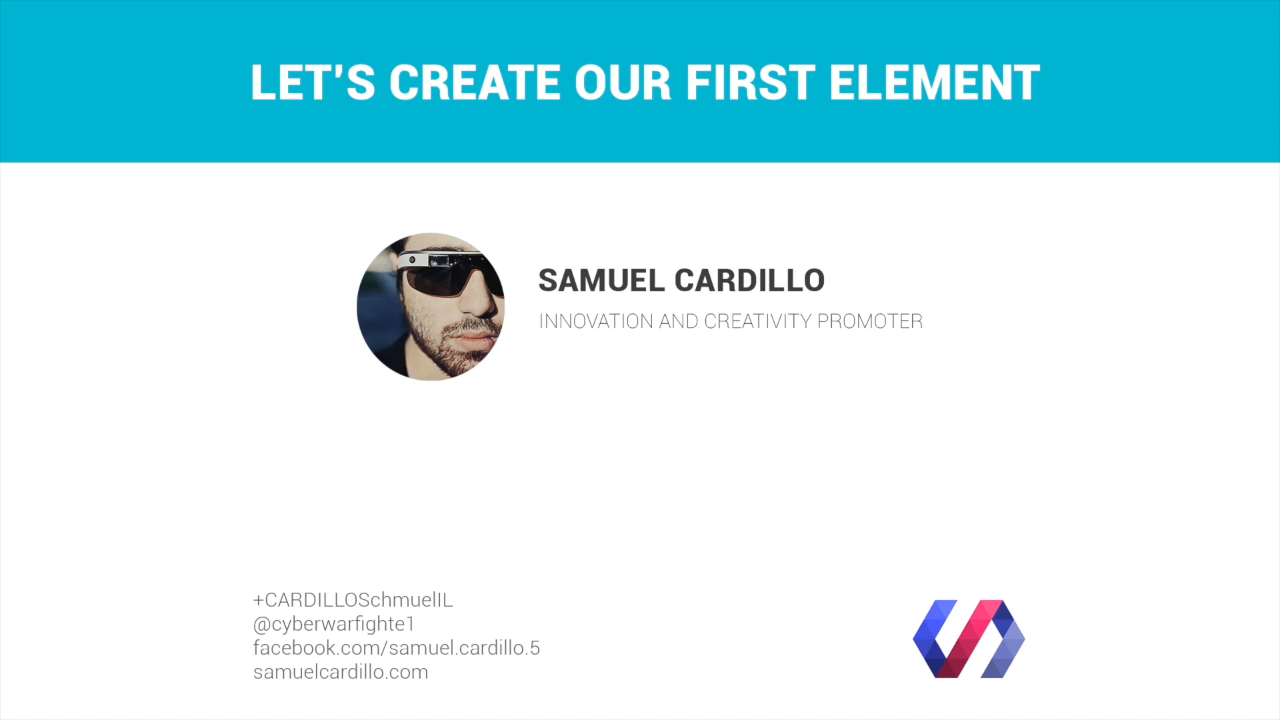 LET'S CREATE OUR FIRST ELEMENT
SAMUEL CARDILLO
INNOVATION AND CREATIVITY PROMOTER
+CARDILLOSchmuelIL
@cyberwarfighte1
facebook.com/samuel.cardillo.5
samuelcardillo.com